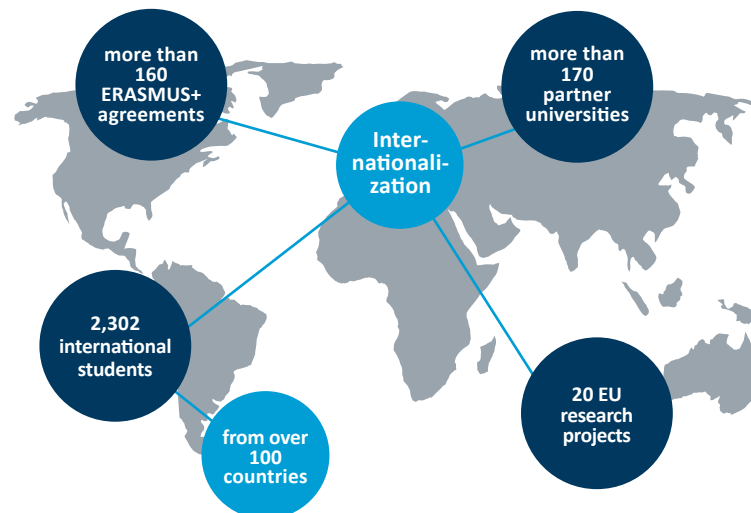 more than
160
ERASMUS+
agreements
more than
170
partner
universities
Inter-
nationali-
zation
2,302
international
students
from over
100
countries
20 EU
research
projects